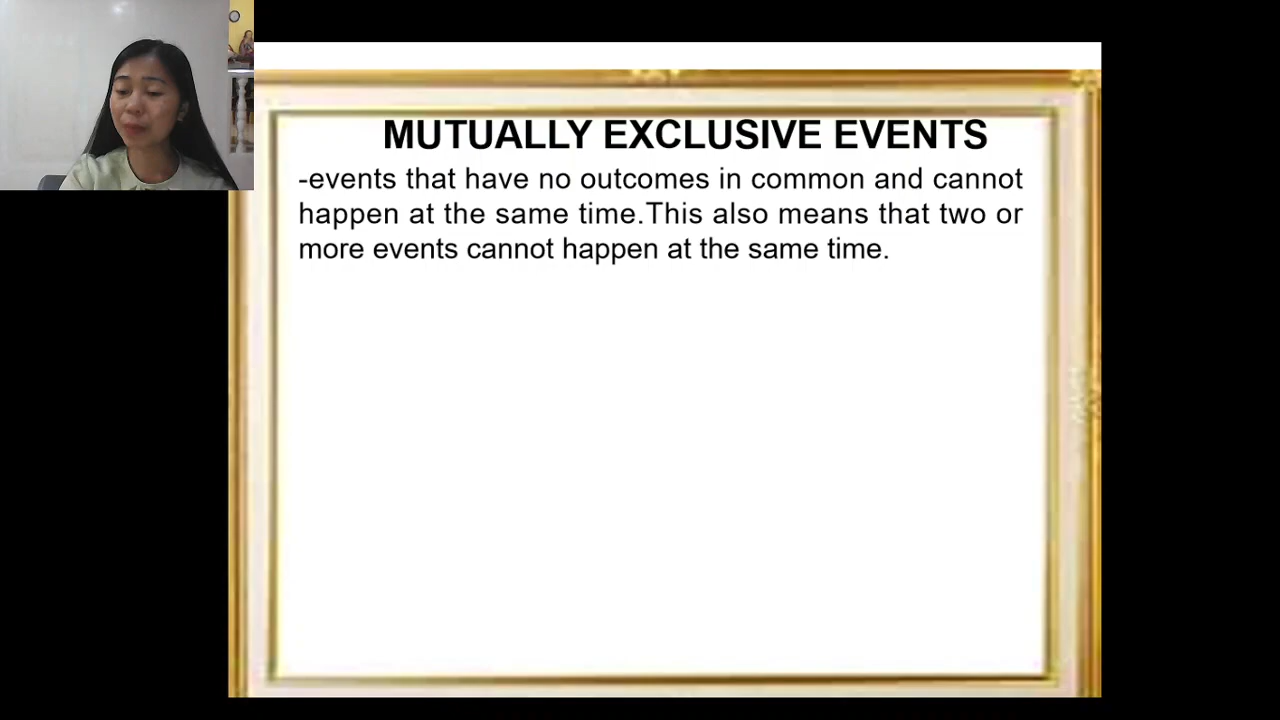 MUTUALLY EXCLUSIVE EVENTS
-events that have no outcomes in common and cannot
happen at the same time.This also means that two or
more events cannot happen at the same time.